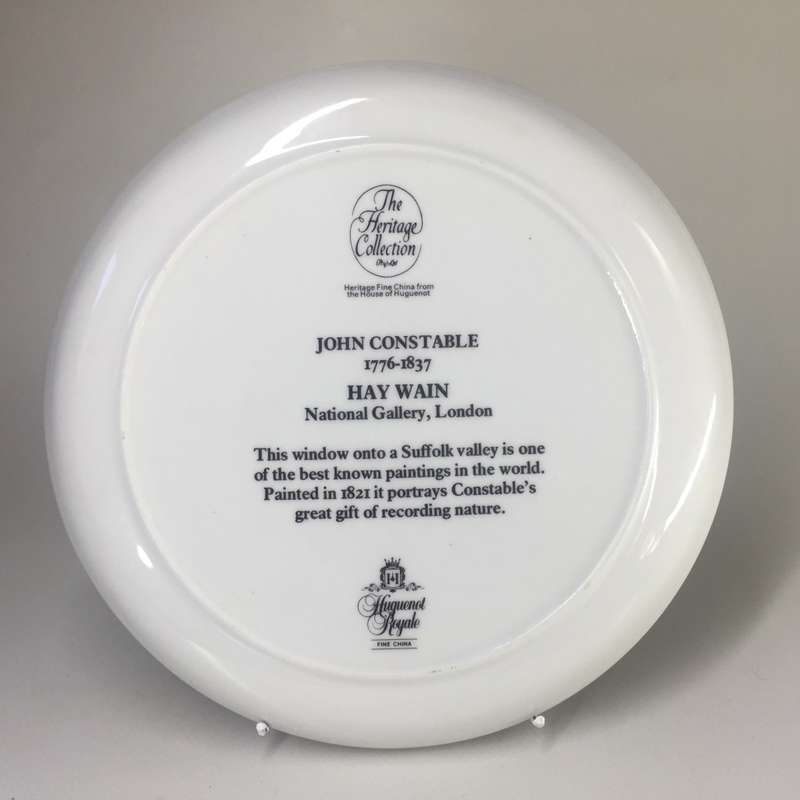 The
Heritage
Collection
(Pty) Ltd
Heritage Fine China from
the House of Huguenot
JOHN CONSTABLE
1776-1837
HAY WAIN
National Gallery, London
This window onto a Suffolk valley is one
of the best known paintings in the world.
Painted in 1821 it portrays Constable's
great gift of recording nature.
H
Huguenot
Royale
FINE CHINA